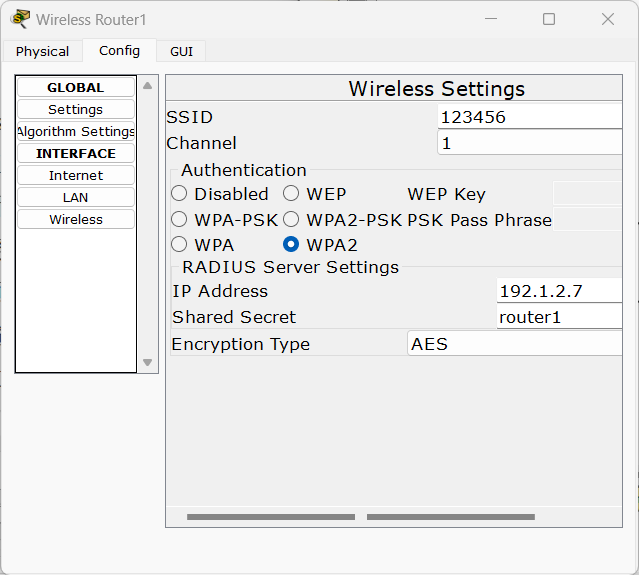 Wireless Router1
Physical Config GUI
GLOBAL
Settings
Algorithm Settings
INTERFACE
Internet
LAN
Wireless
Wireless Settings
SSID 123456
Channel 1
Authentication
Disabled WEP WEP Key
WPA-PSK WPA2-PSK PSK Pass Phrase
WPA WPA2
RADIUS Server Settings
IP Address 192.1.2.7
Shared Secret router1
Encryption Type AES